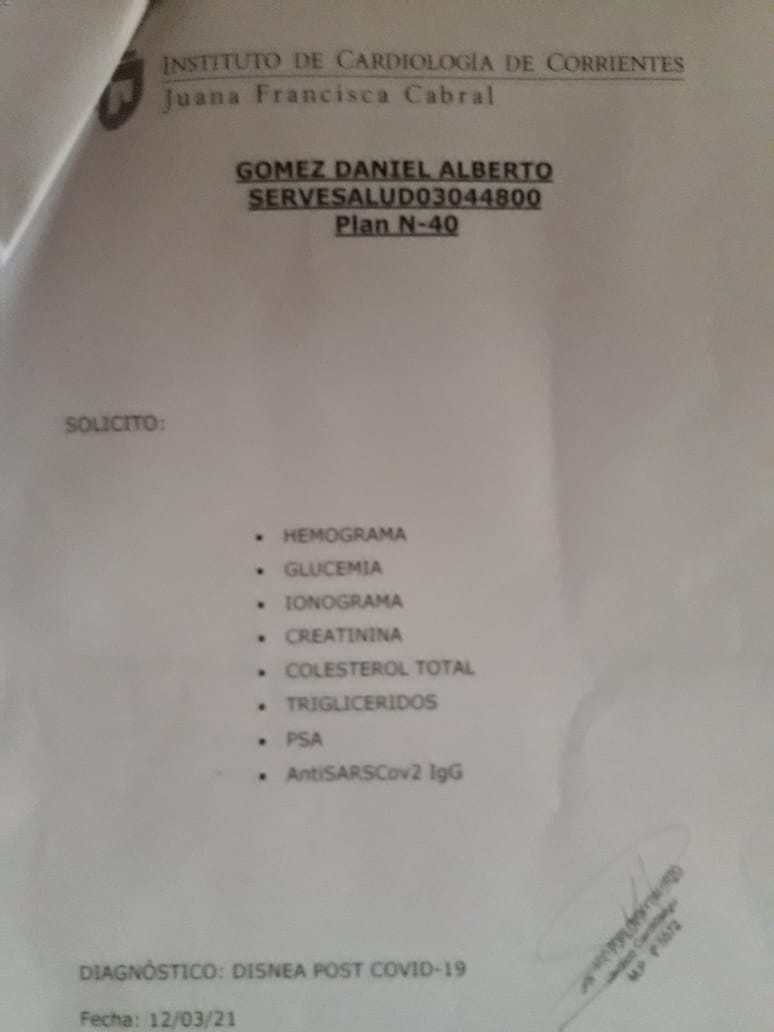 INSTITUTO DE CARDIOLOGÍA DE CORRIENTES
Juana Francisca Cabral
GOMEZ DANIEL ALBERTO
SERVESALUD03044800
Plan N-40
SOLICITO:
• HEMOGRAMA
• GLUCEMIA
• IONOGRAMA
• CREATININA
• COLESTEROL TOTAL
• TRIGLICERIDOS
• PSA
• AntiSARSCov2 IgG
DIAGNÓSTICO: DISNEA POST COVID-19
Fecha: 12/03/21